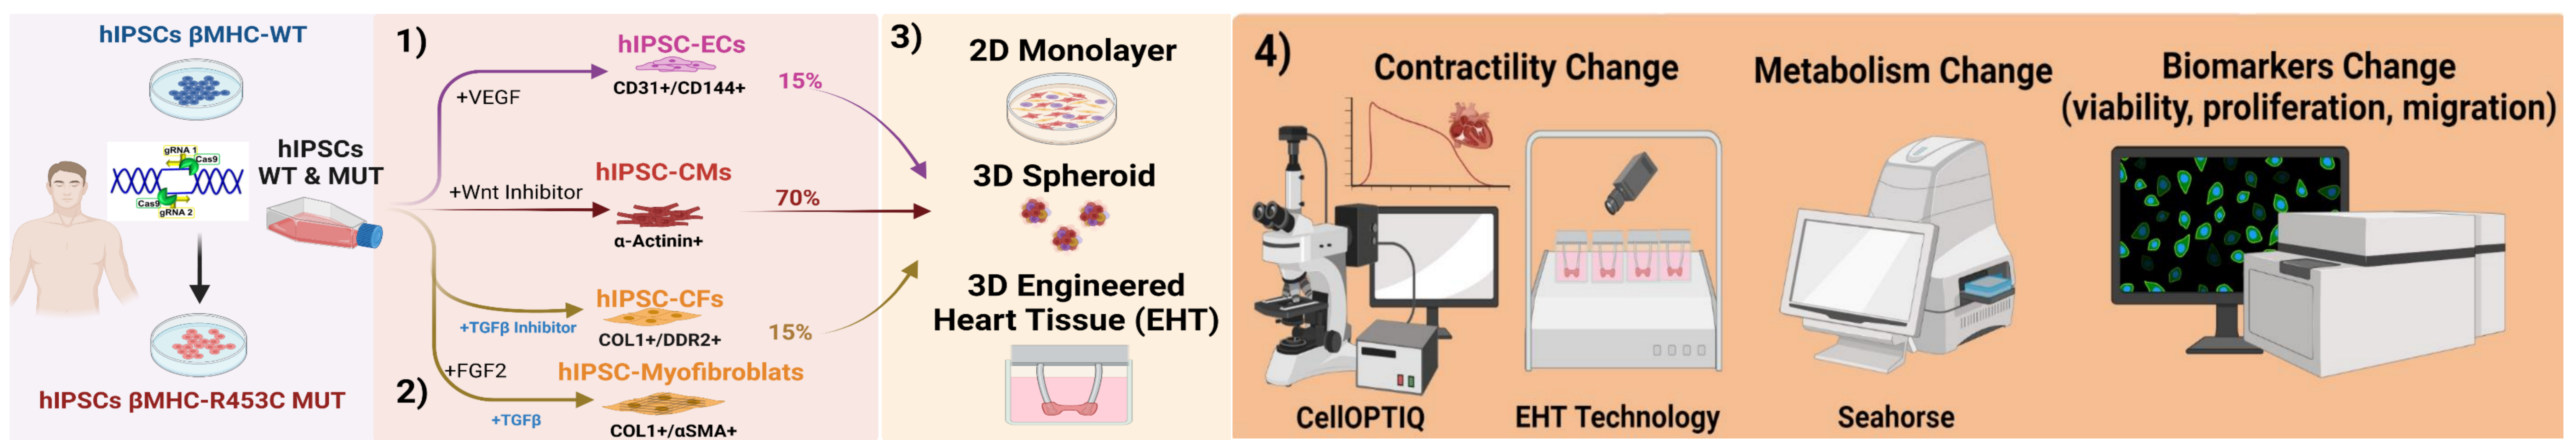 hIPSCs βMHC-WT
gRNA 1
Cas9
Cas9
gRNA 2
hIPSCs
WT & MUT
hIPSCs βMHC-R453C MUT
1)
hIPSC-ECs
+VEGF
CD31+/CD144+
15%
hIPSC-CMs
+Wnt Inhibitor
70%
α-Actinin+
hIPSC-CFs
+TGFβ Inhibitor
COL1+/DDR2+
15%
2)
+FGF2
hIPSC-Myofibroblats
+TGFβ
COL1+/αSMA+
3)
2D Monolayer
3D Spheroid
3D Engineered
Heart Tissue (EHT)
4)
Contractility Change
Metabolism Change
Biomarkers Change
(viability, proliferation, migration)
CellOPTIQ
EHT Technology
Seahorse